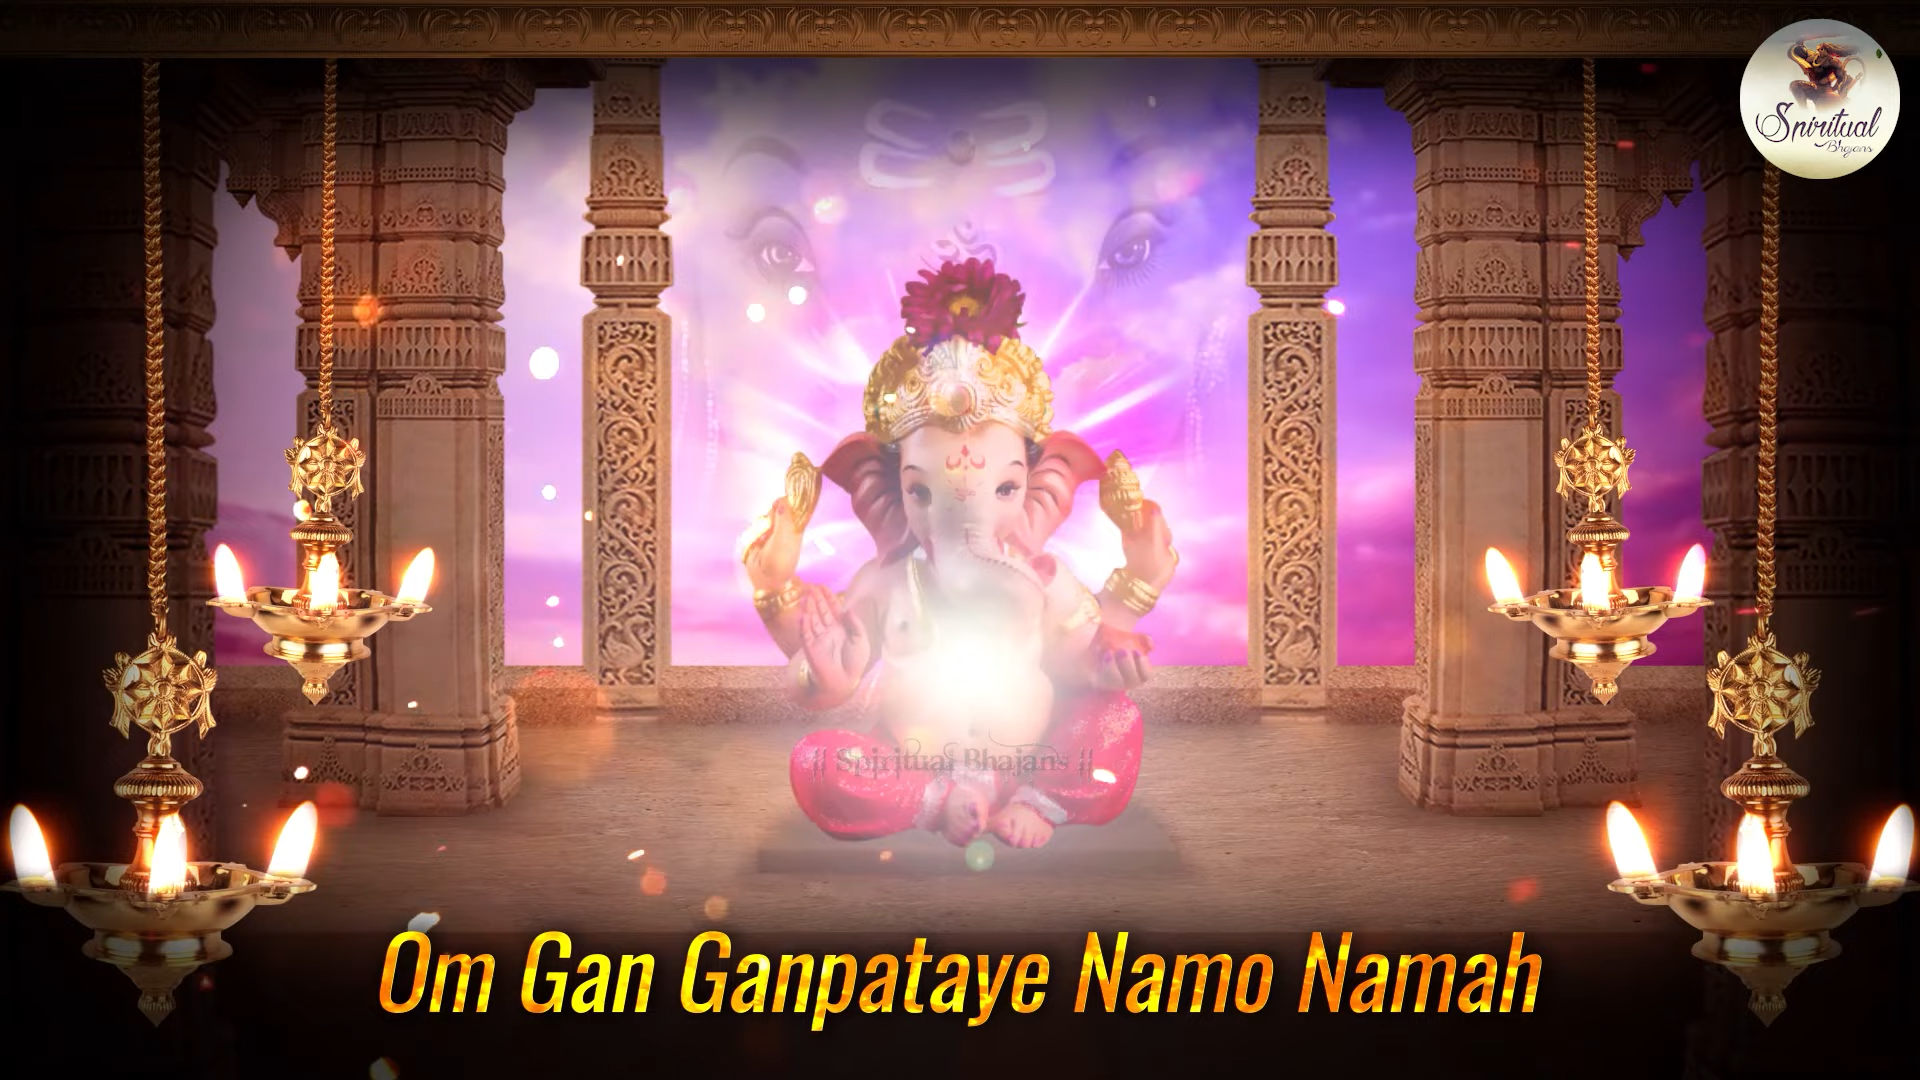 Spiritual
Bhajans
ॐ
|| Spiritual Bhajans ||
Om Gan Ganpataye Namo Namah